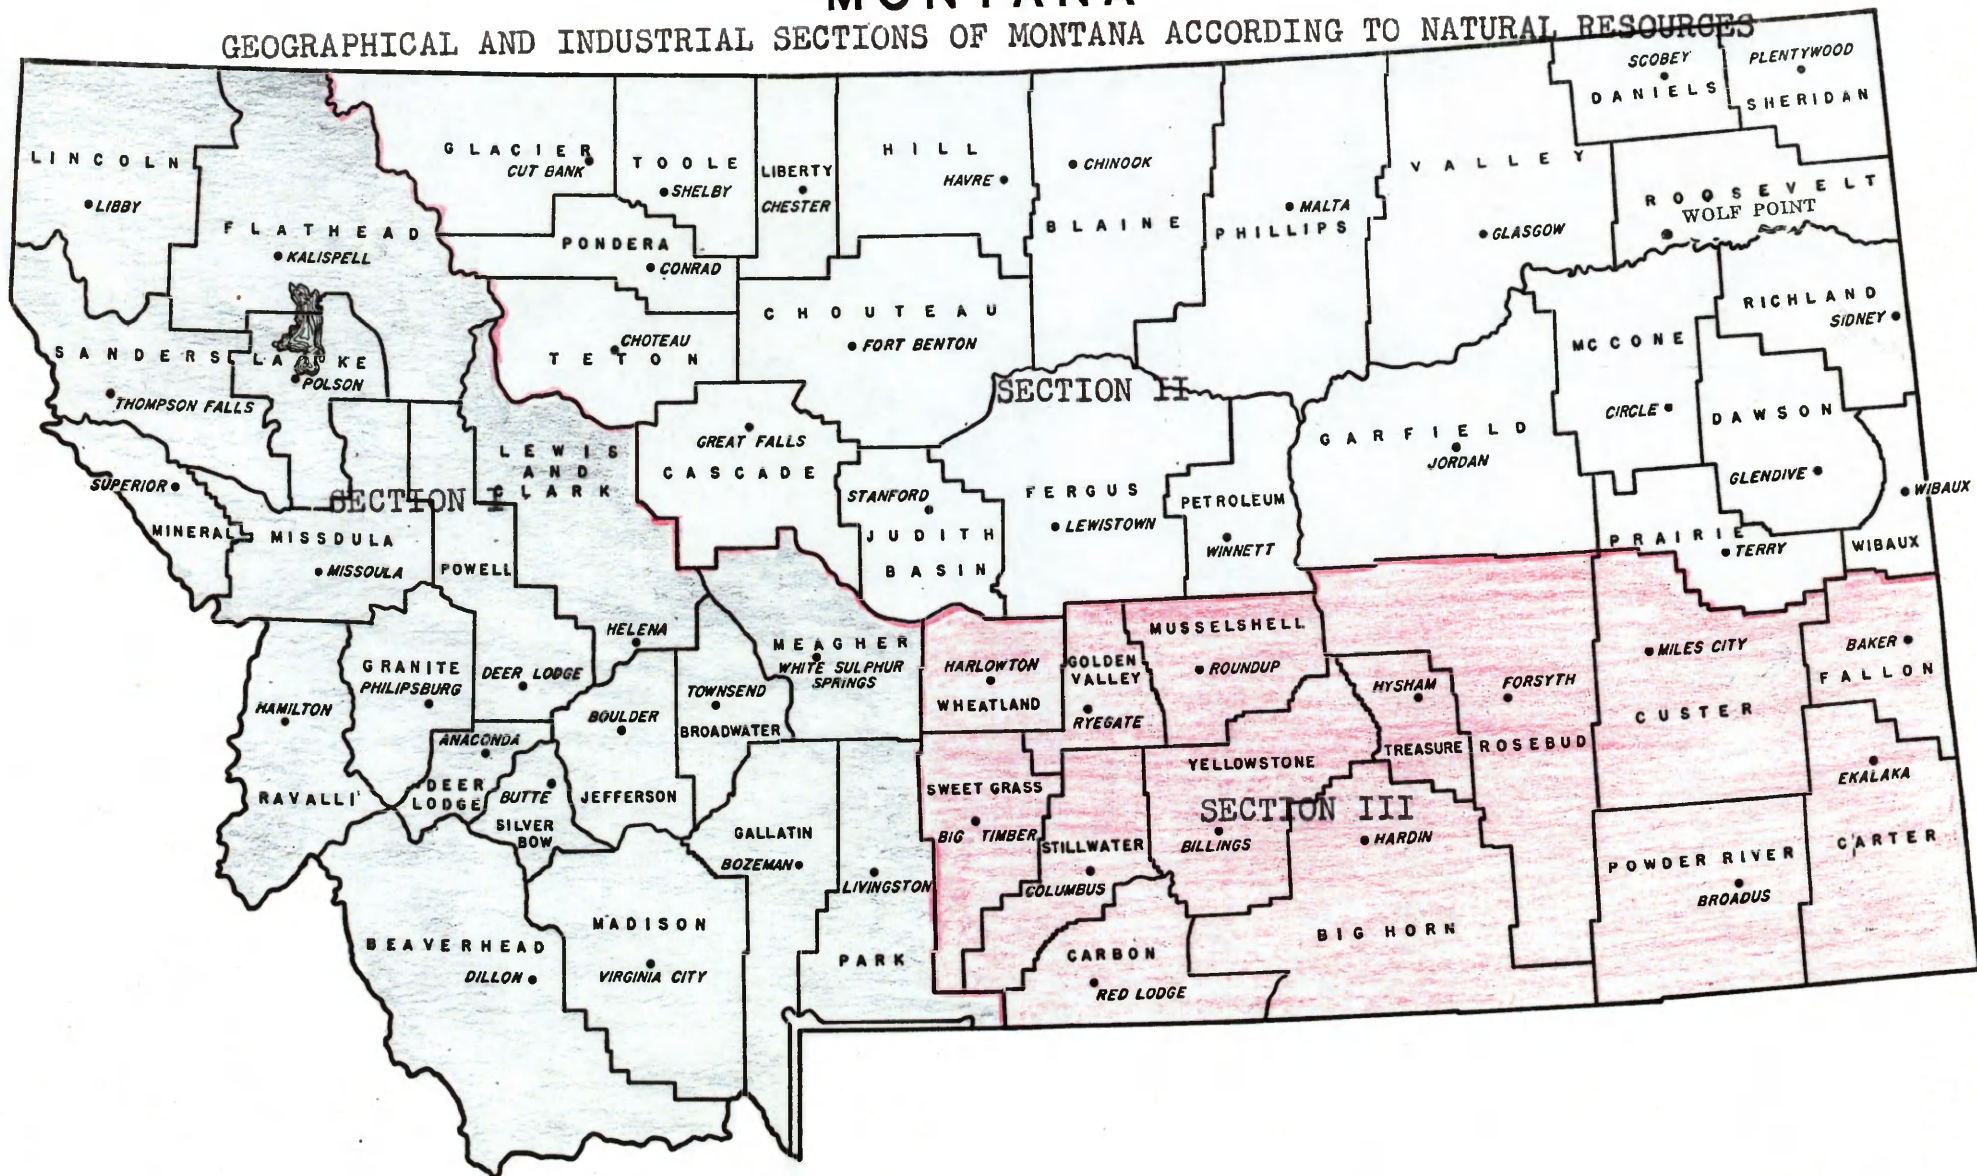 MONTANA
GEOGRAPHICAL AND INDUSTRIAL SECTIONS OF MONTANA ACCORDING TO NATURAL RESOURCES
LINCOLN
LIBBY
FLATHEAD
KALISPELL
GLACIER
CUT BANK
TOOLE
SHELBY
LIBERTY
CHESTER
HILL
HAVRE
CHINOOK
BLAINE
MALTA
PHILLIPS
VALLEY
GLASGOW
SCOBEY
DANIELS
PLENTYWOOD
SHERIDAN
ROOSEVELT
WOLF POINT
PONDERA
CONRAD
CHOTEAU
TETON
CHOUTEAU
FORT BENTON
SANDERS
THOMPSON FALLS
LAKE
POLSON
RICHLAND
SIDNEY
MCCONE
CIRCLE
DAWSON
GLENDIVE
WIBAUX
WIBAUX
SECTION II
GARFIELD
JORDAN
GREAT FALLS
CASCADE
LEWIS
AND
CLARK
SECTION I
SUPERIOR
MINERAL
MISSOULA
MISSOULA
POWELL
STANFORD
JUDITH
BASIN
FERGUS
LEWISTOWN
PETROLEUM
WINNETT
PRAIRIE
TERRY
HELENA
MEAGHER
WHITE SULPHUR
SPRINGS
HARLOWTON
WHEATLAND
GOLDEN
VALLEY
RYEGATE
MUSSELSHELL
ROUNDUP
HYSHAM
TREASURE
FORSYTH
ROSEBUD
MILES CITY
CUSTER
BAKER
FALLON
GRANITE
PHILIPSBURG
DEER LODGE
HAMILTON
RAVALLI
ANACONDA
DEER
LODGE
BUTTE
SILVER
BOW
BOULDER
JEFFERSON
TOWNSEND
BROADWATER
GALLATIN
BOZEMAN
LIVINGSTON
PARK
SWEET GRASS
BIG TIMBER
STILLWATER
COLUMBUS
YELLOWSTONE
SECTION III
BILLINGS
HARDIN
BIG HORN
CARBON
RED LODGE
POWDER RIVER
BROADUS
EKALAKA
CARTER
BEAVERHEAD
DILLON
MADISON
VIRGINIA CITY